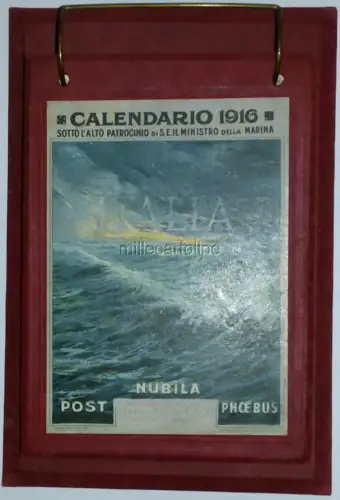 CALENDARIO 1916
SOTTO L'ALTO PATROCINIO DI S.E. IL MINISTRO DELLA MARINA
ITALIA
millecartoline
NUBILA
POST PHŒBUS